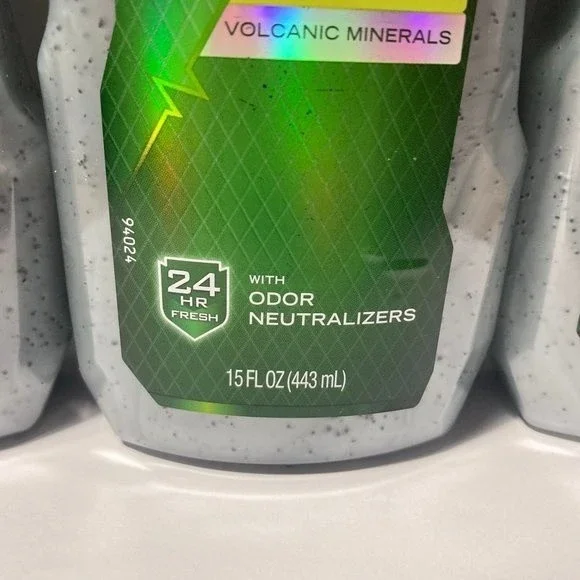 VOLCANIC MINERALS
94024
24
HR
FRESH
WITH
ODOR
NEUTRALIZERS
15 FL OZ (443 mL)